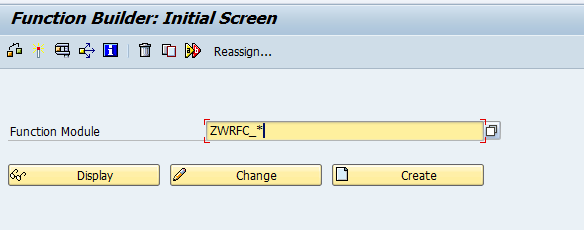 Function Builder: Initial Screen
Reassign...
Function Module ZWRFC_*
Display Change Create